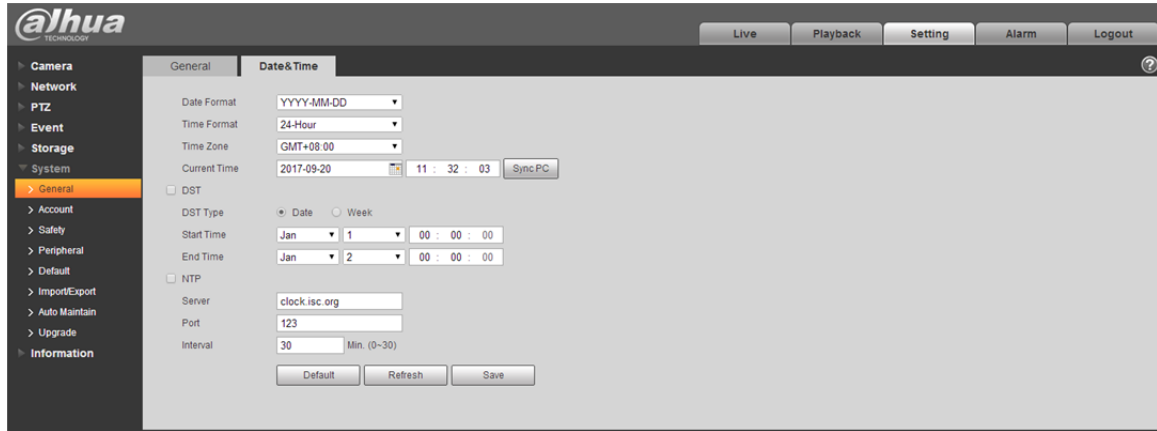 alhua
TECHNOLOGY
Live Playback Setting Alarm Logout
Camera
Network
PTZ
Event
Storage
System
General
Account
Safety
Peripheral
Default
Import/Export
Auto Maintain
Upgrade
Information
General Date&Time ?
Date Format YYYY-MM-DD
Time Format 24-Hour
Time Zone GMT+08:00
Current Time 2017-09-20 11 : 32 : 03 Sync PC
DST
DST Type Date Week
Start Time Jan 1 00 : 00 : 00
End Time Jan 2 00 : 00 : 00
NTP
Server clock.isc.org
Port 123
Interval 30 Min. (0~30)
Default Refresh Save